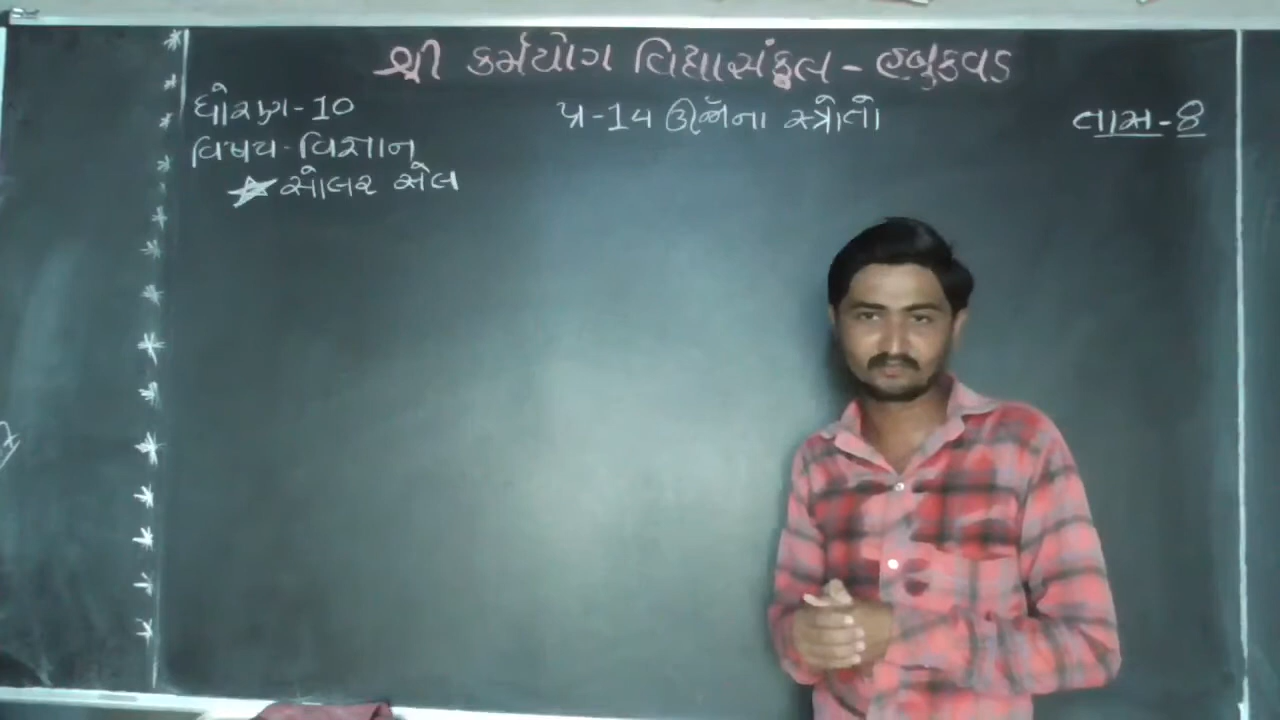 શ્રી કર્મયોગ વિદ્યાસંકુલ - હબુકવડ
ધોરણ - 10
પ્ર - 14 ઊર્જાના સ્ત્રોતો
તાસ - 8
વિષય - વિજ્ઞાન
સોલર સેલ